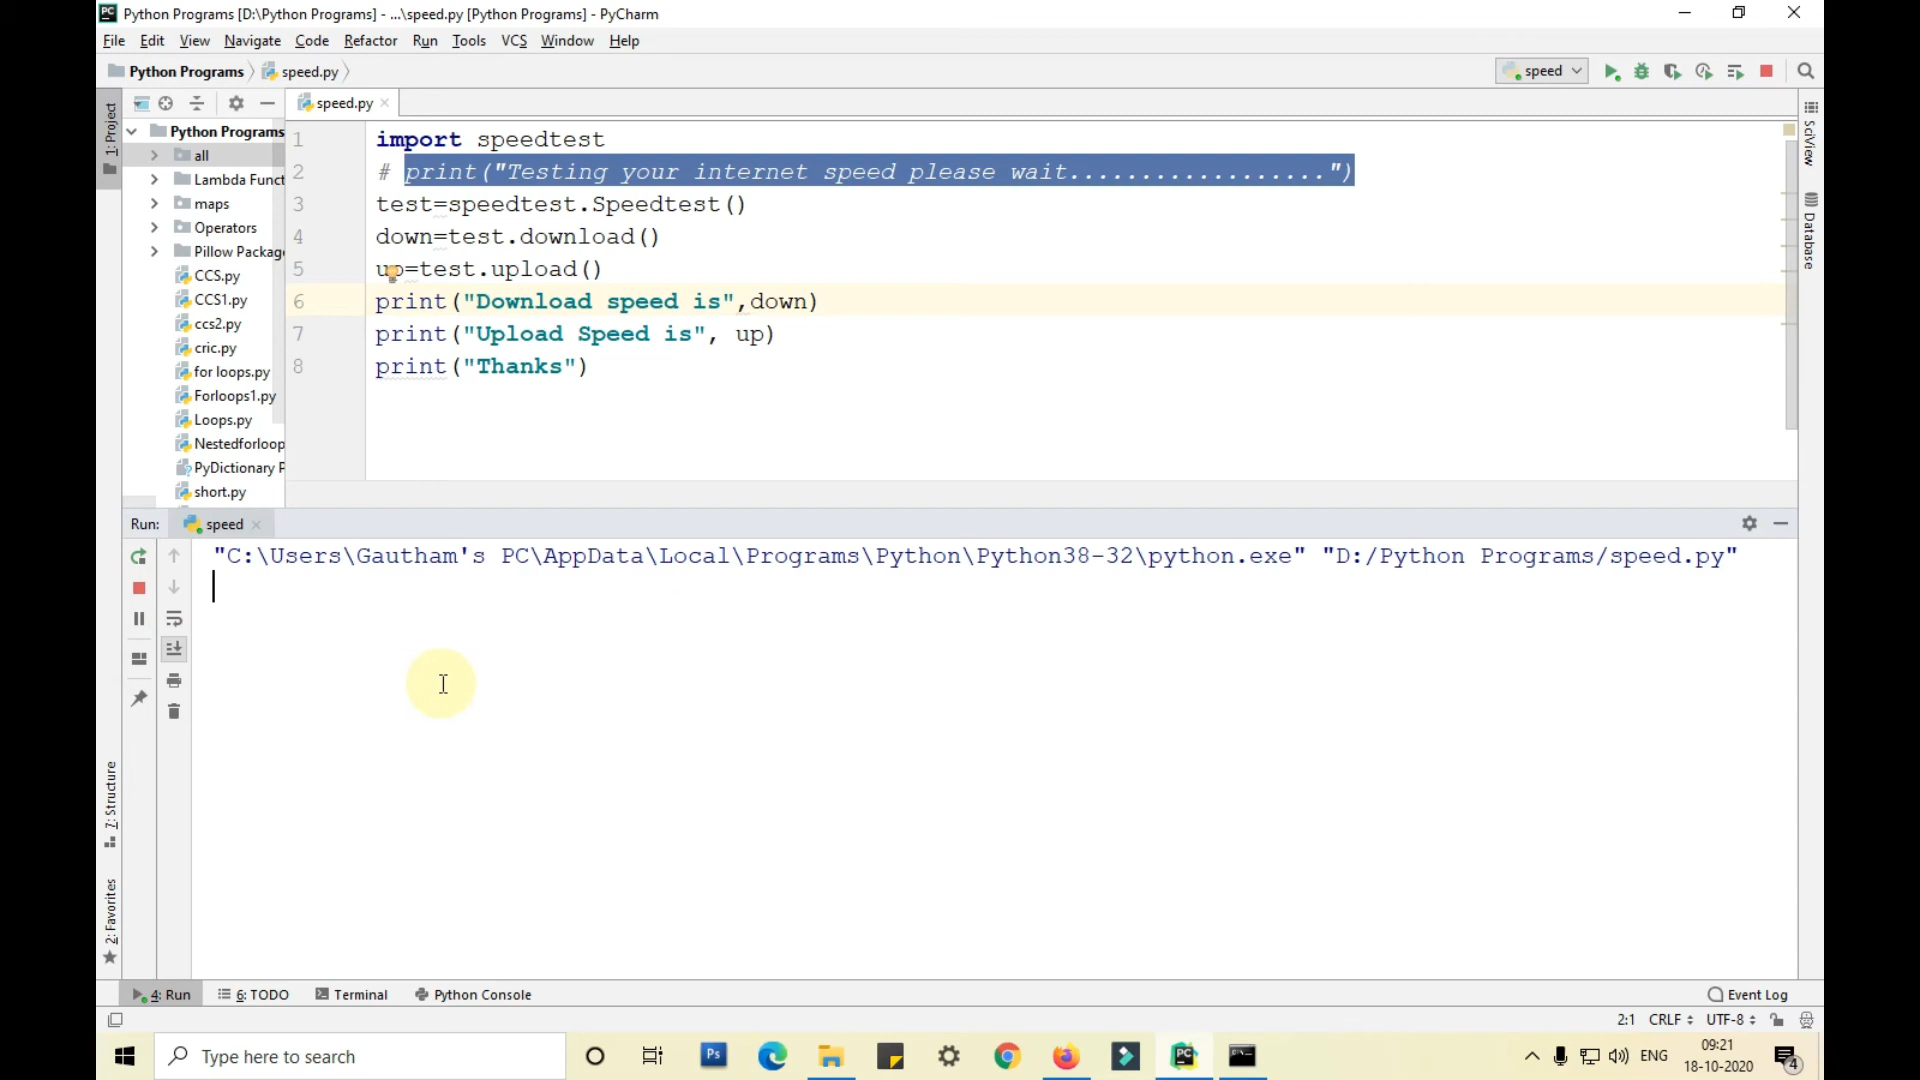 PC Python Programs [D:\Python Programs] - ...\speed.py [Python Programs] - PyCharm
File Edit View Navigate Code Refactor Run Tools VCS Window Help
Python Programs speed.py speed
1: Project
speed.py
Python Programs
all
Lambda Funct
maps
Operators
Pillow Packag
CCS.py
CCS1.py
ccs2.py
cric.py
for loops.py
Forloops1.py
Loops.py
Nestedforloop
PyDictionary P
short.py
1 import speedtest
2 # print("Testing your internet speed please wait..................")
3 test=speedtest.Speedtest()
4 down=test.download()
5 up=test.upload()
6 print("Download speed is",down)
7 print("Upload Speed is", up)
8 print("Thanks")
SciView
Database
Run: speed
"C:\Users\Gautham's PC\AppData\Local\Programs\Python\Python38-32\python.exe" "D:/Python Programs/speed.py"
7: Structure
2: Favorites
4: Run 6: TODO Terminal Python Console Event Log
2:1 CRLF UTF-8
Type here to search Ps PC ENG 09:21
18-10-2020 4